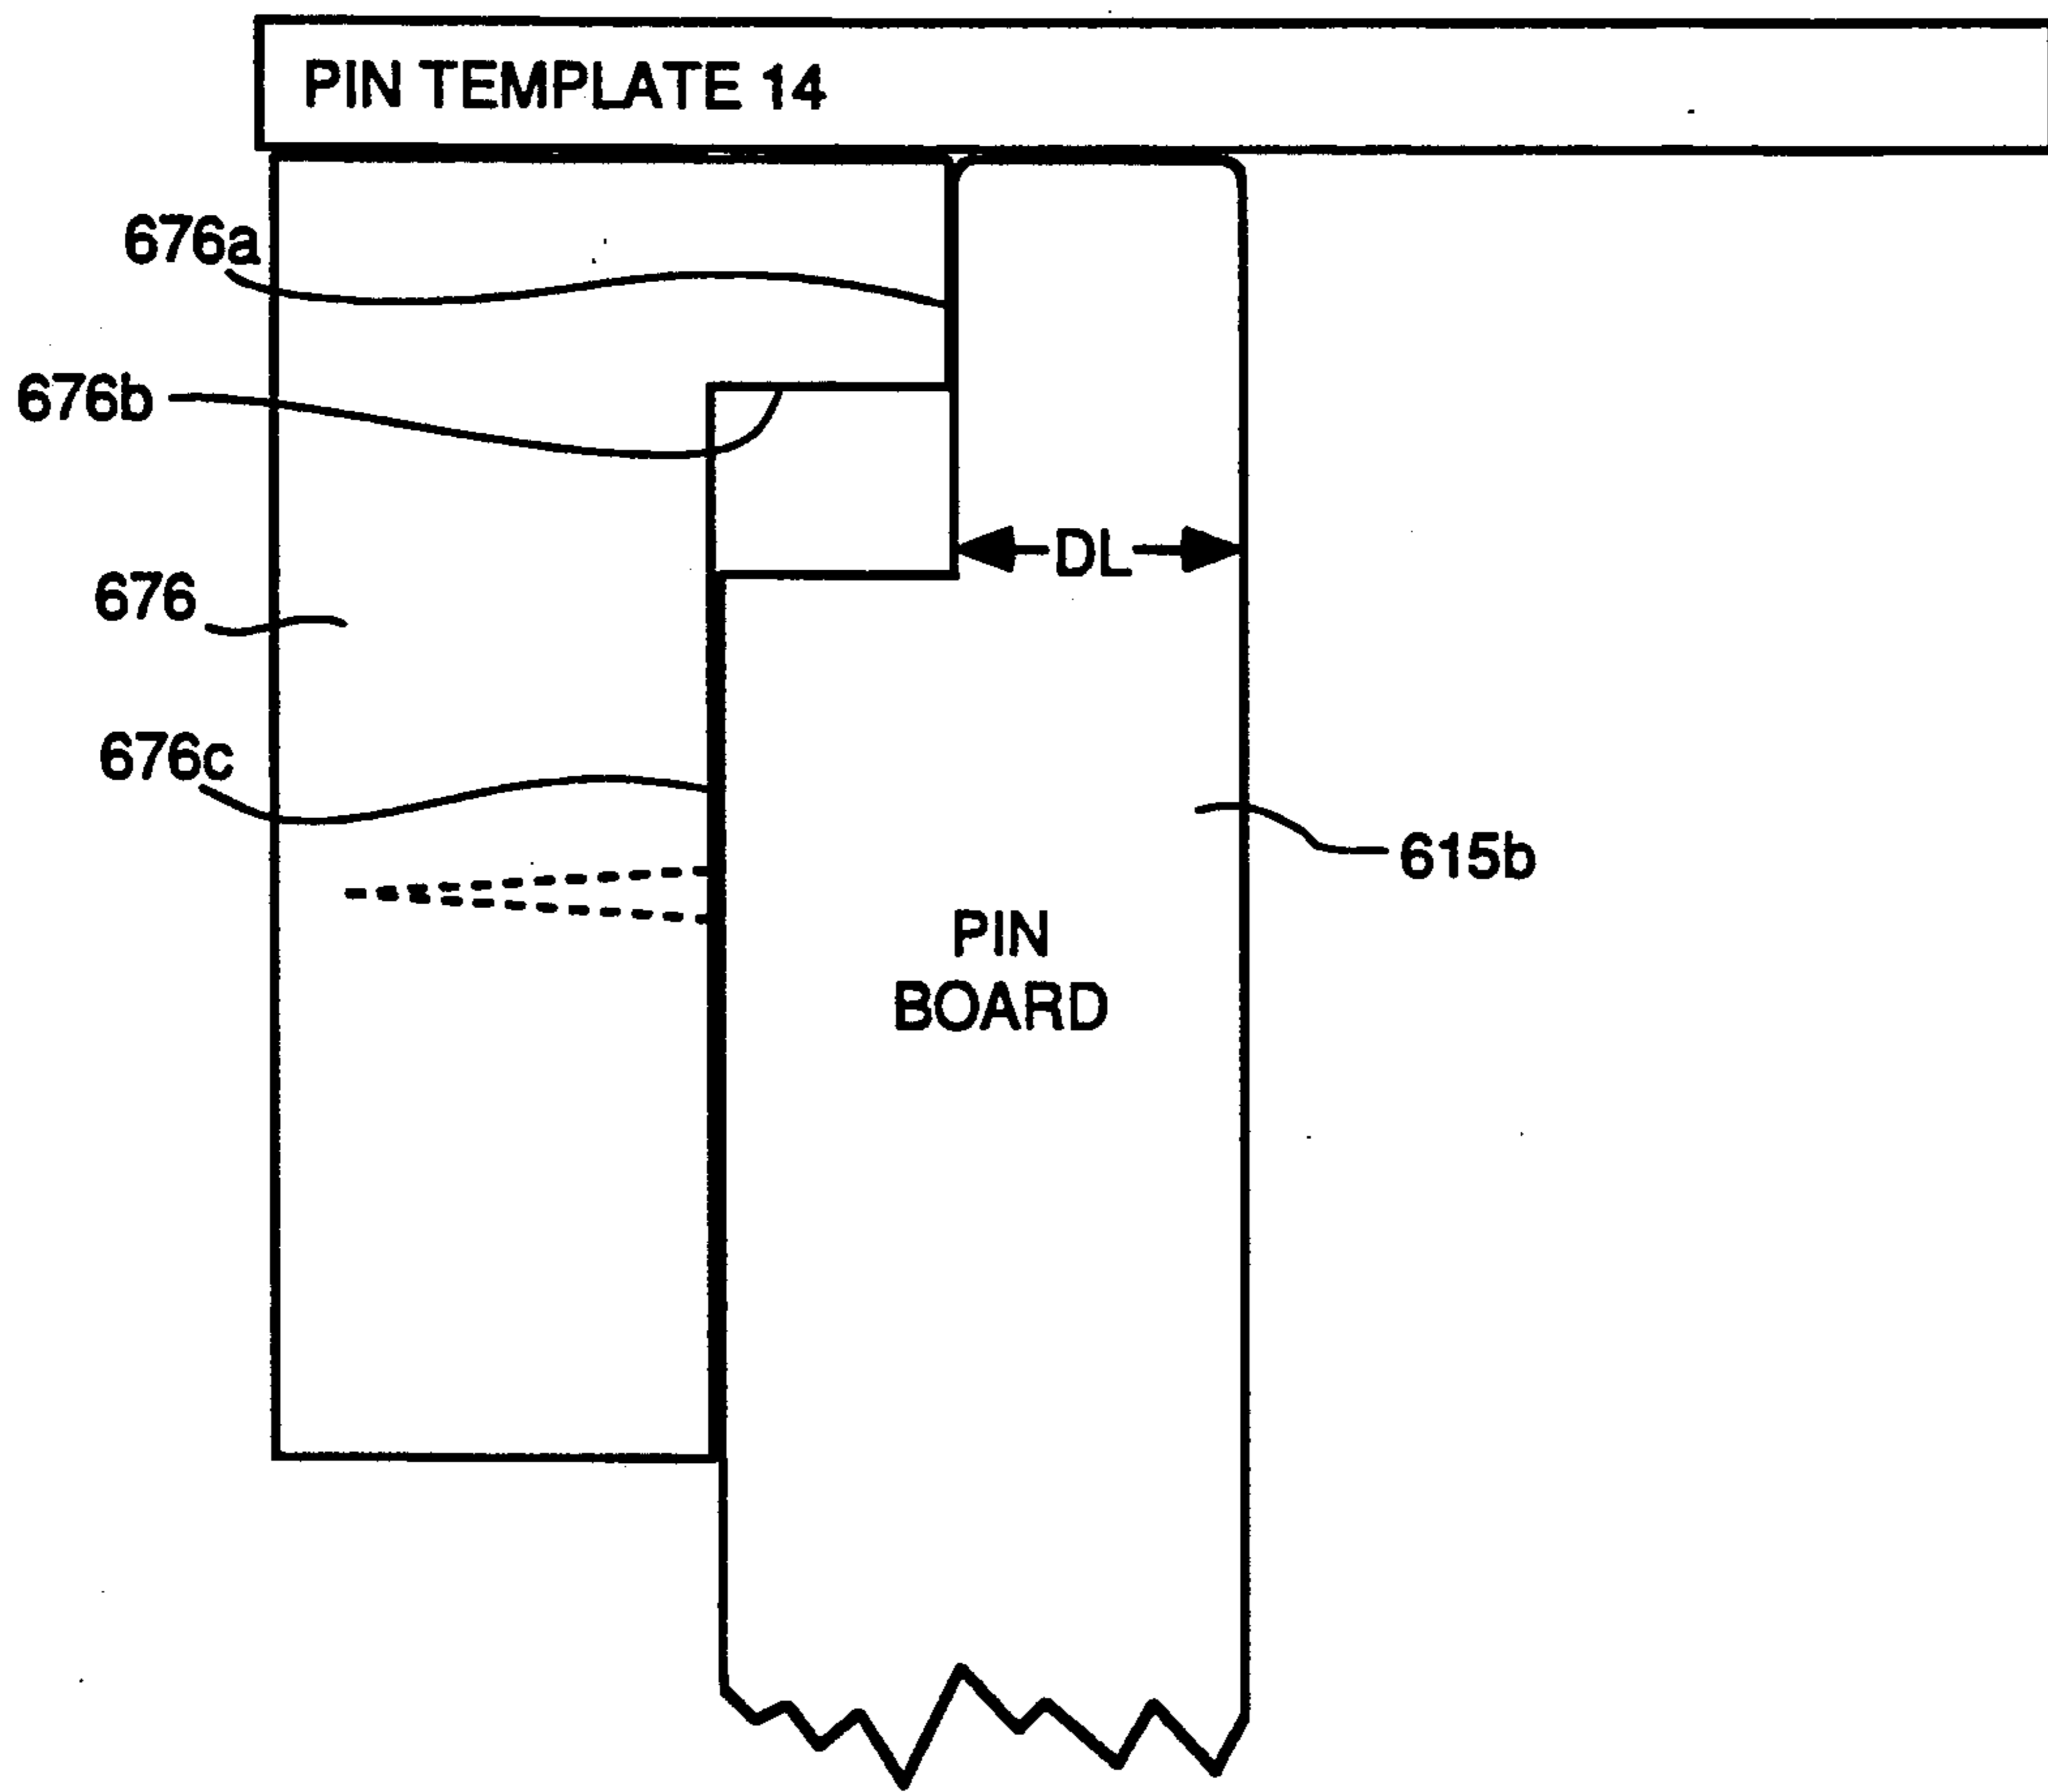 PIN TEMPLATE 14
676a
676b
DL
676
676c
615b
PIN
BOARD